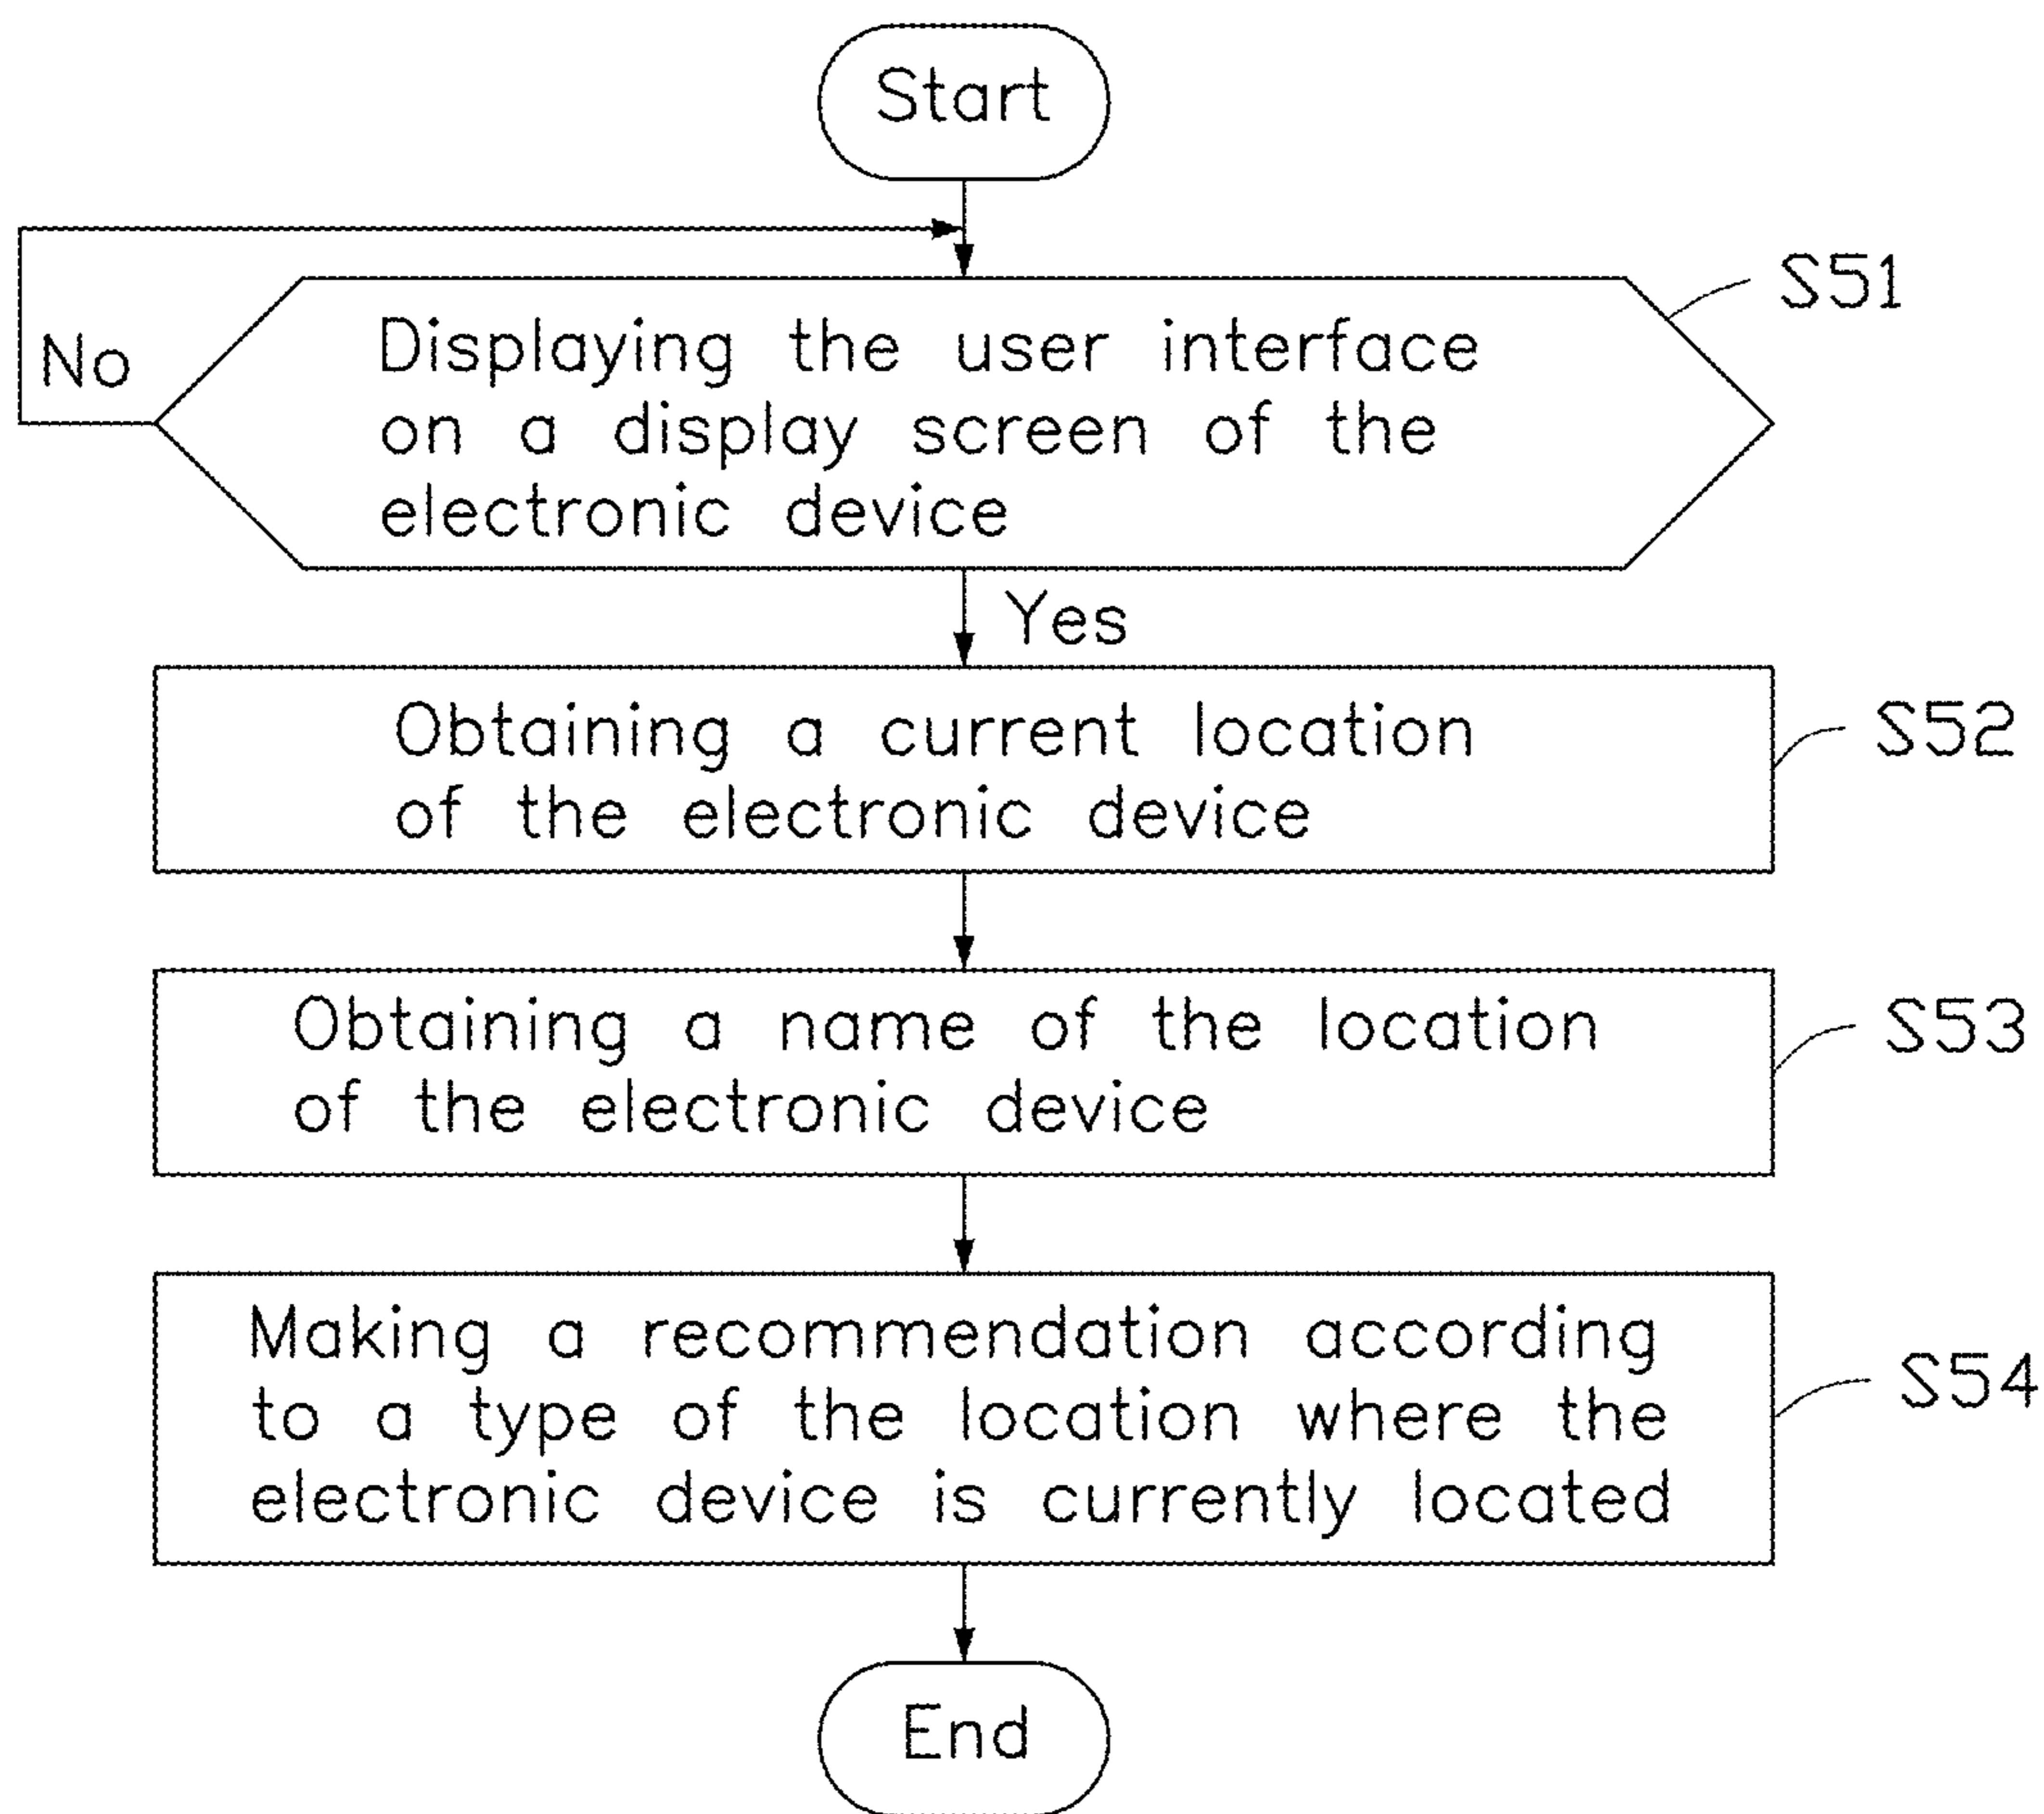 Start
S51
No
Displaying the user interface
on a display screen of the
electronic device
Yes
Obtaining a current location
of the electronic device
S52
Obtaining a name of the location
of the electronic device
S53
Making a recommendation according
to a type of the location where the
electronic device is currently located
S54
End